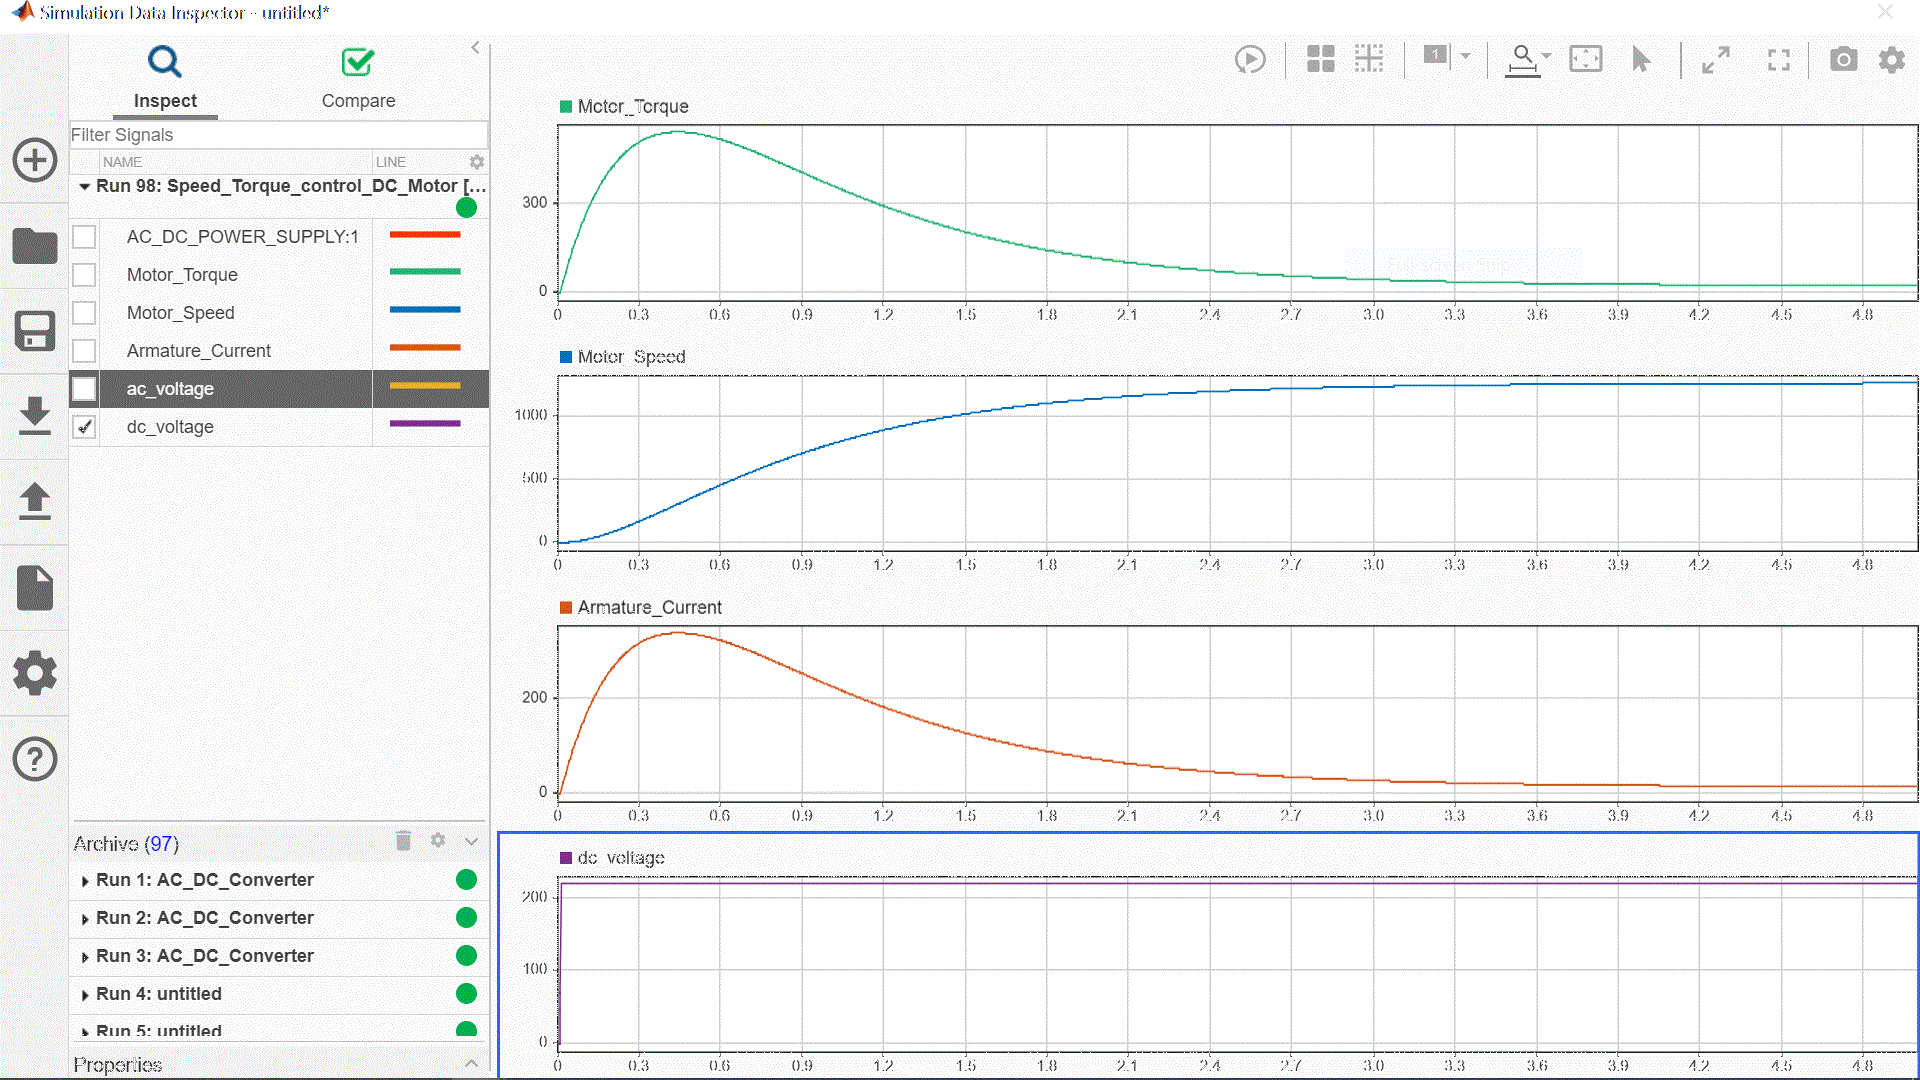 Simulation Data Inspector - untitled*
Inspect
Compare
Filter Signals
NAME LINE
Run 98: Speed_Torque_control_DC_Motor [...
AC_DC_POWER_SUPPLY:1
Motor_Torque
Motor_Speed
Armature_Current
ac_voltage
dc_voltage
Archive (97)
Run 1: AC_DC_Converter
Run 2: AC_DC_Converter
Run 3: AC_DC_Converter
Run 4: untitled
Run 5: untitled
Properties
1
Motor_Torque
300
0
0 0.3 0.6 0.9 1.2 1.5 1.8 2.1 2.4 2.7 3.0 3.3 3.6 3.9 4.2 4.5 4.8
Fullscreen Snip
Motor_Speed
1000
500
0
0 0.3 0.6 0.9 1.2 1.5 1.8 2.1 2.4 2.7 3.0 3.3 3.6 3.9 4.2 4.5 4.8
Armature_Current
200
0
0 0.3 0.6 0.9 1.2 1.5 1.8 2.1 2.4 2.7 3.0 3.3 3.6 3.9 4.2 4.5 4.8
dc_voltage
200
100
0
0 0.3 0.6 0.9 1.2 1.5 1.8 2.1 2.4 2.7 3.0 3.3 3.6 3.9 4.2 4.5 4.8